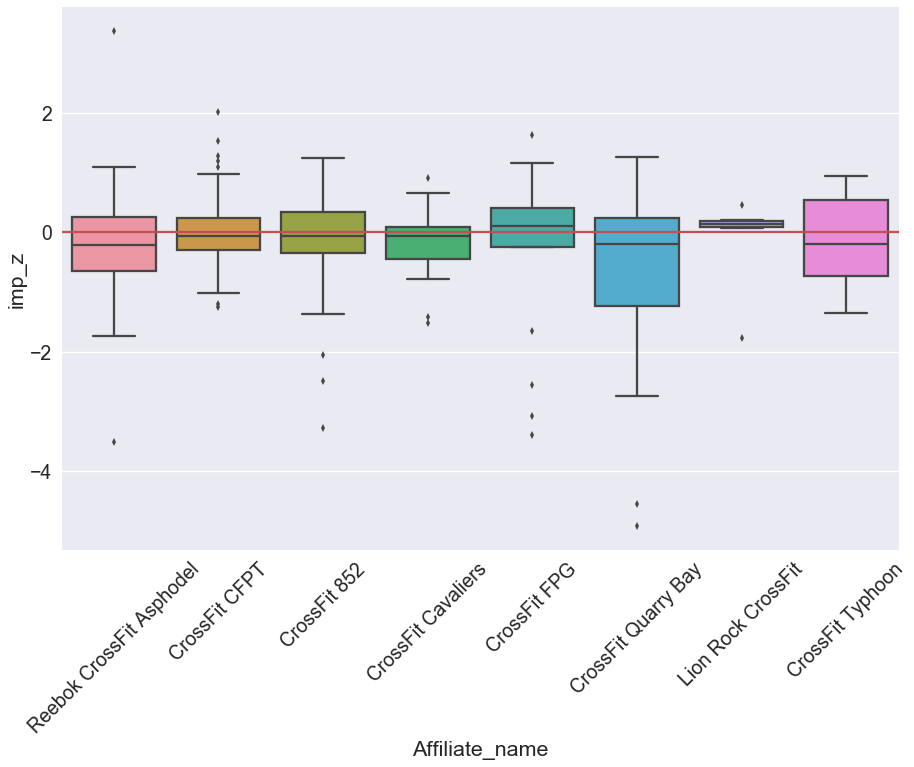 2
0
−2
−4
imp_z
Reebok CrossFit Asphodel
CrossFit CFPT
CrossFit 852
CrossFit Cavaliers
CrossFit FPG
CrossFit Quarry Bay
Lion Rock CrossFit
CrossFit Typhoon
Affiliate_name